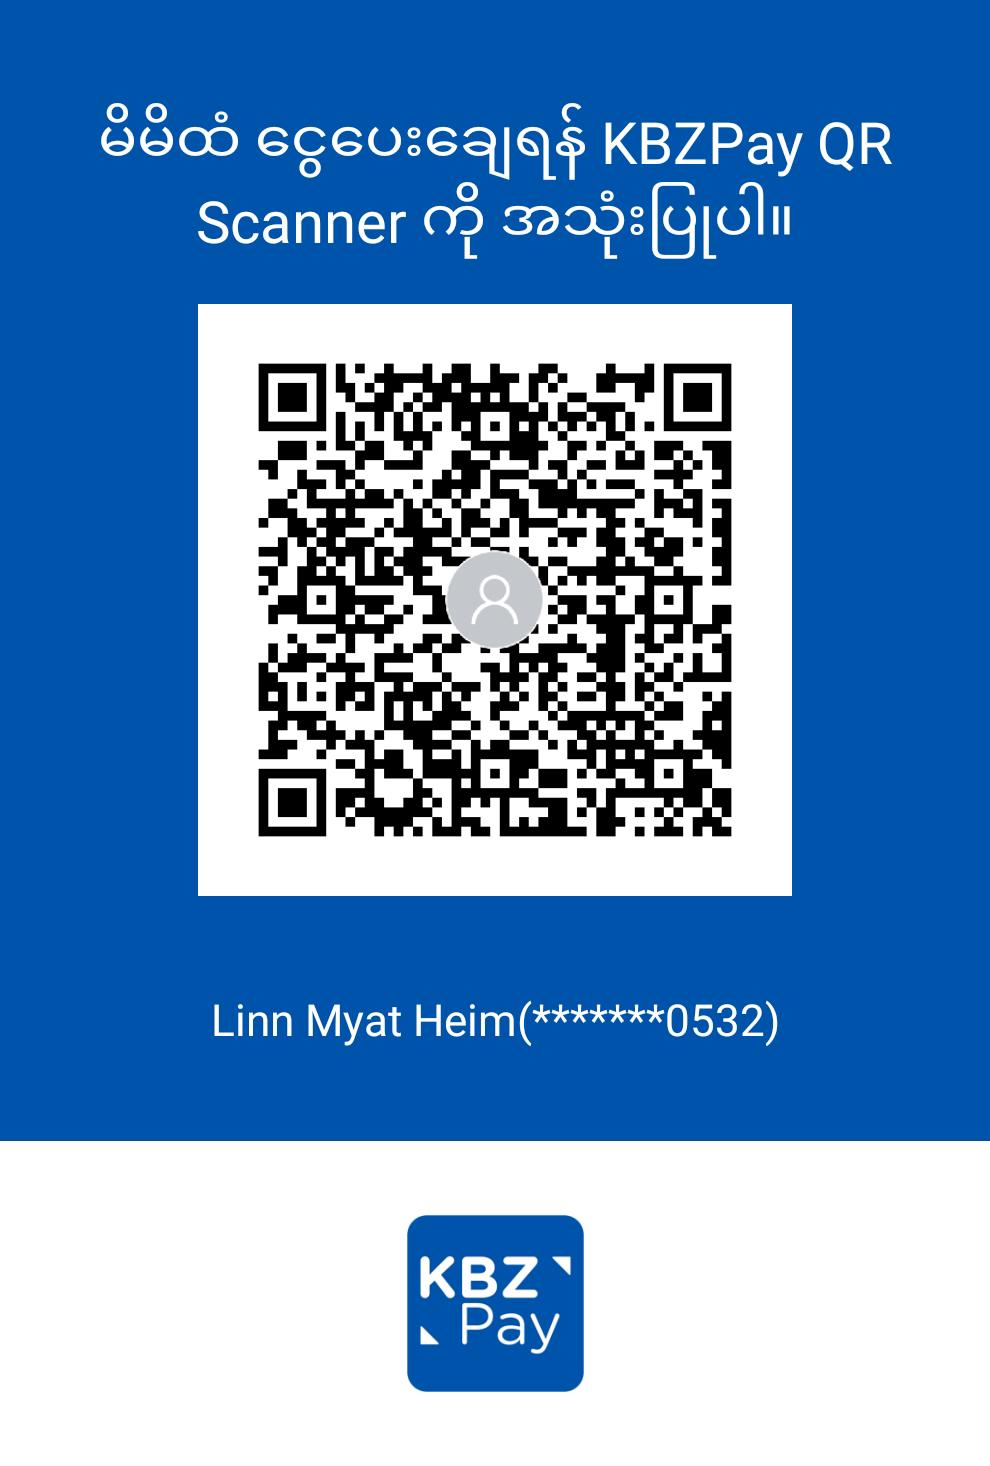 မိမိထံ ငွေပေးချေရန် KBZPay QR
Scanner ကို အသုံးပြုပါ။
Linn Myat Heim(*******0532)
KBZ
Pay